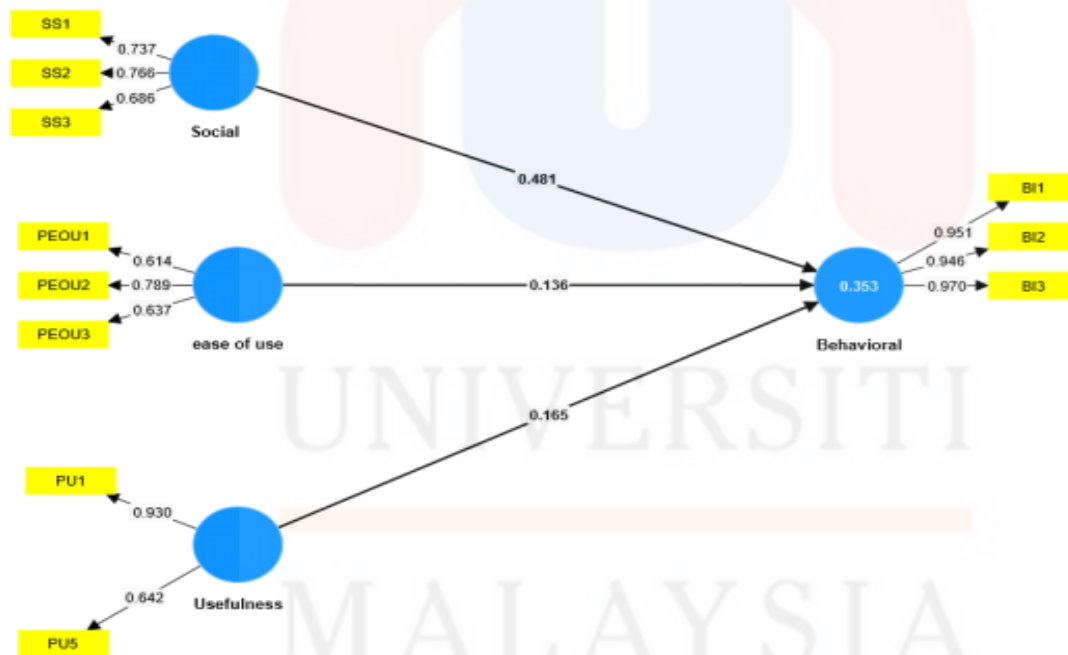 SS1
0.737
SS2
0.766
SS3
0.686
Social
0.481
PEOU1
0.614
PEOU2
0.789
PEOU3
0.637
ease of use
0.136
PU1
0.930
PU5
0.642
Usefulness
0.165
0.353
Behavioral
BI1
0.951
BI2
0.946
BI3
0.970
UNIVERSITI
MALAYSIA